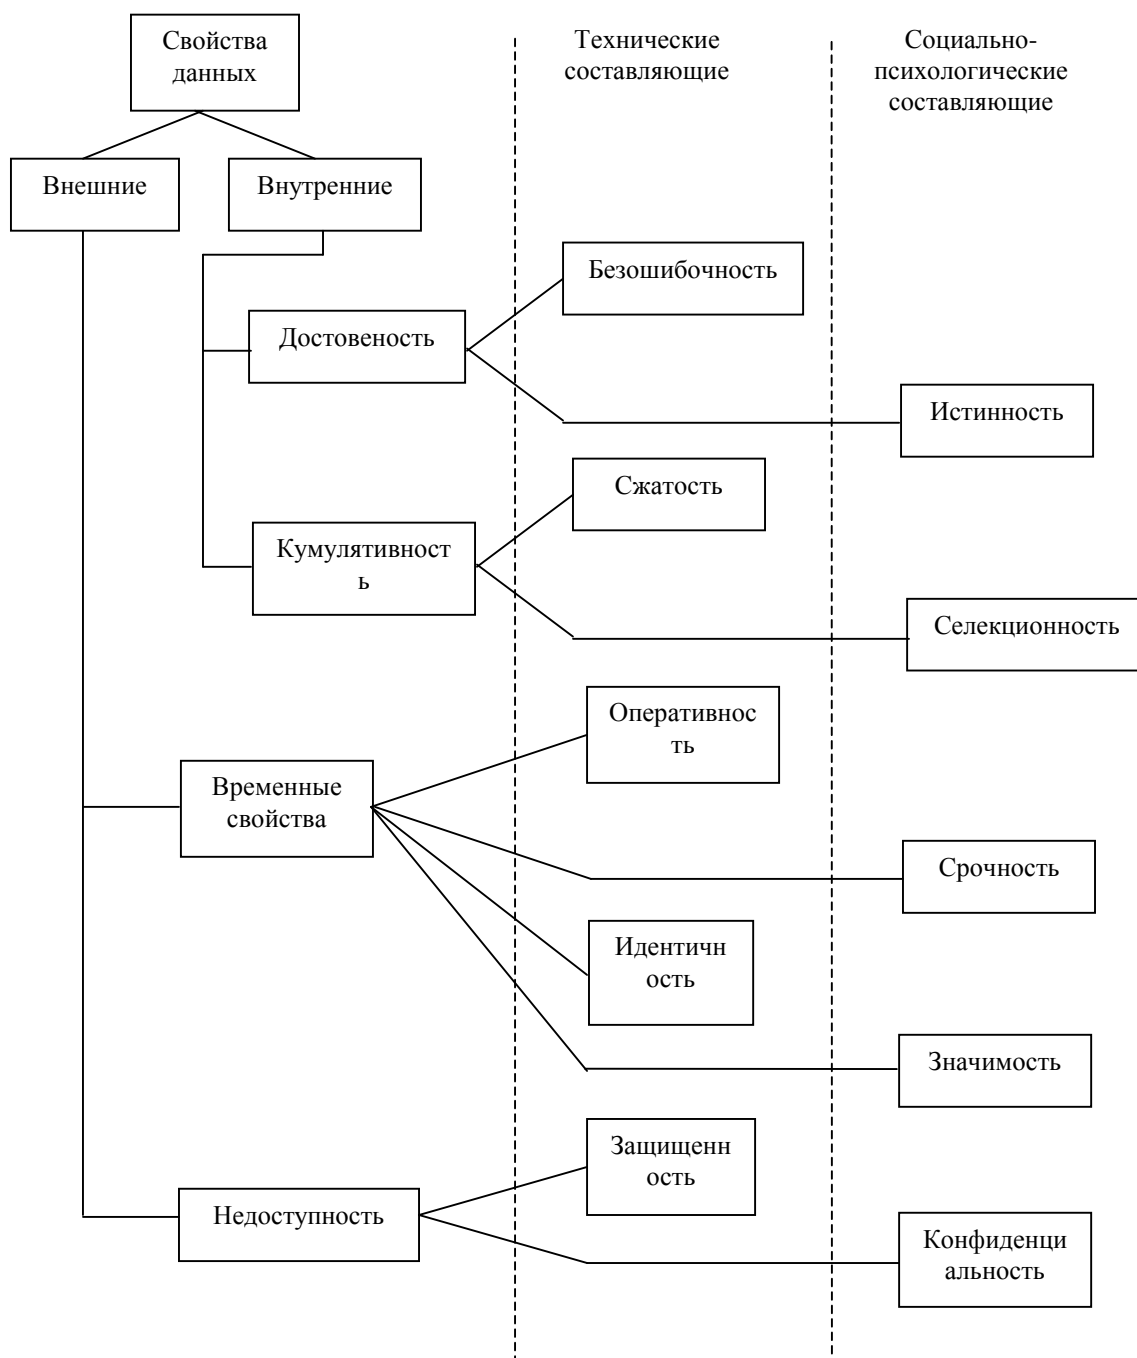 Свойства
данных
Технические
составляющие
Социально-
психологические
составляющие
Внешние
Внутренние
Безошибочность
Достовеность
Истинность
Сжатость
Кумулятивност
ь
Селекционность
Оперативнос
ть
Временные
свойства
Срочность
Идентичн
ость
Значимость
Защищенн
ость
Недоступность
Конфиденци
альность